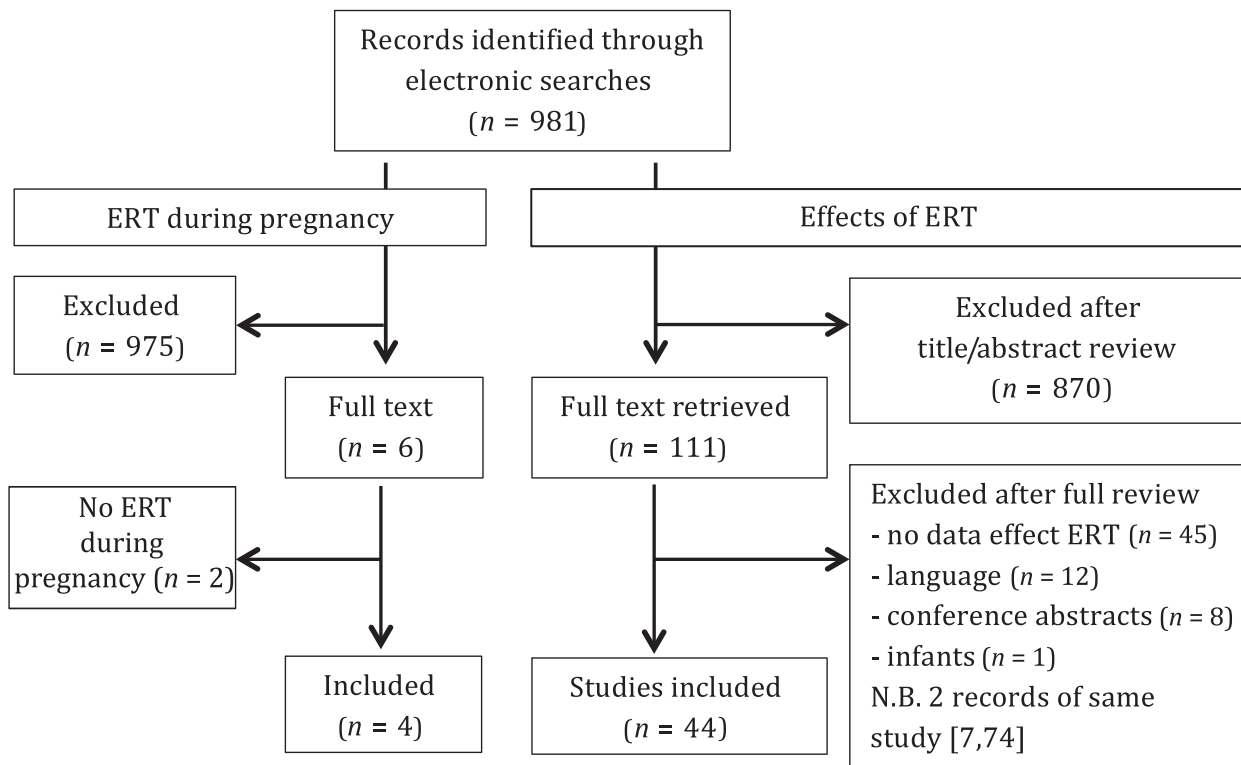 Records identified through
electronic searches
(n = 981)
ERT during pregnancy
Effects of ERT
Excluded
(n = 975)
Excluded after
title/abstract review
(n = 870)
Full text
(n = 6)
Full text retrieved
(n = 111)
No ERT
during
pregnancy (n = 2)
Excluded after full review
- no data effect ERT (n = 45)
- language (n = 12)
- conference abstracts (n = 8)
- infants (n = 1)
N.B. 2 records of same
study [7,74]
Included
(n = 4)
Studies included
(n = 44)